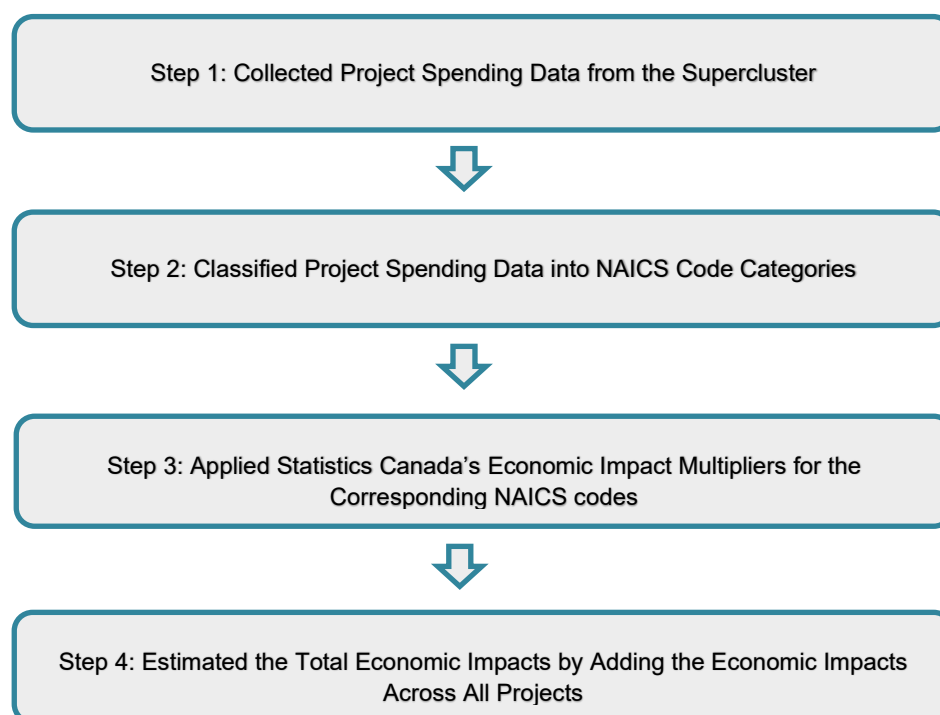 Step 1: Collected Project Spending Data from the Supercluster
Step 2: Classified Project Spending Data into NAICS Code Categories
Step 3: Applied Statistics Canada’s Economic Impact Multipliers for the
Corresponding NAICS codes
Step 4: Estimated the Total Economic Impacts by Adding the Economic Impacts
Across All Projects